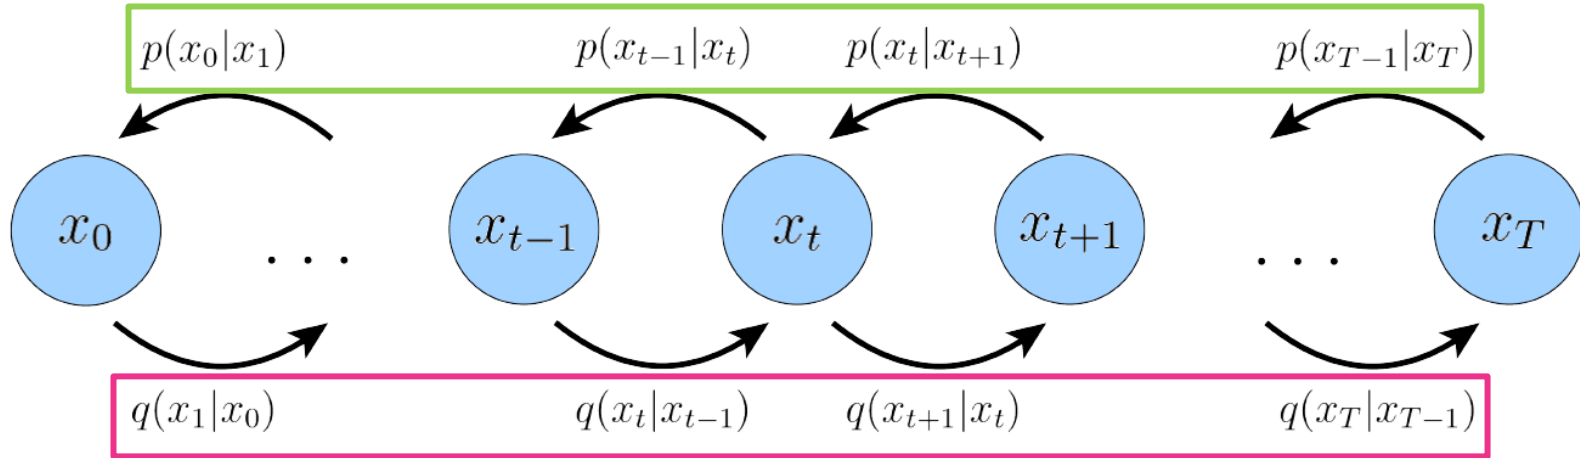 p(x_0|x_1) p(x_{t-1}|x_t) p(x_t|x_{t+1}) p(x_{T-1}|x_T)
x_0 . . . x_{t-1} x_t x_{t+1} . . . x_T
q(x_1|x_0) q(x_t|x_{t-1}) q(x_{t+1}|x_t) q(x_T|x_{T-1})